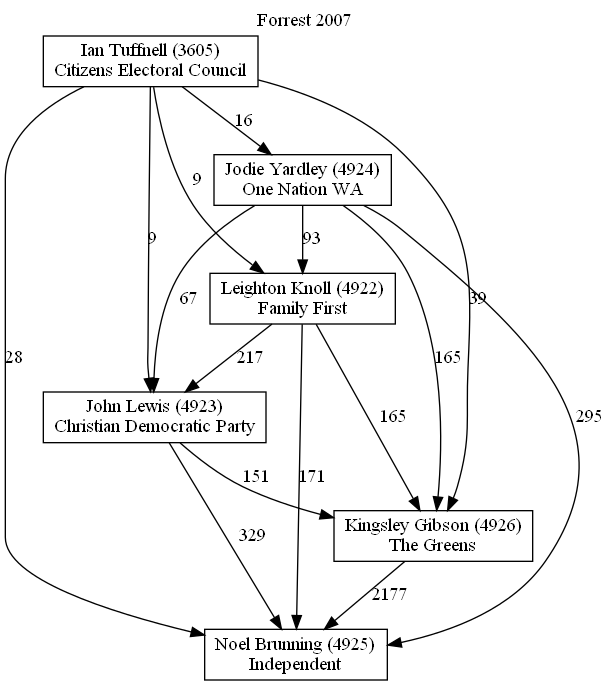 Forrest 2007
Ian Tuffnell (3605)
Citizens Electoral Council
16
Jodie Yardley (4924)
One Nation WA
9
9
93
67
39
Leighton Knoll (4922)
Family First
28
217
165
John Lewis (4923)
Christian Democratic Party
165
295
151
171
Kingsley Gibson (4926)
The Greens
329
2177
Noel Brunning (4925)
Independent